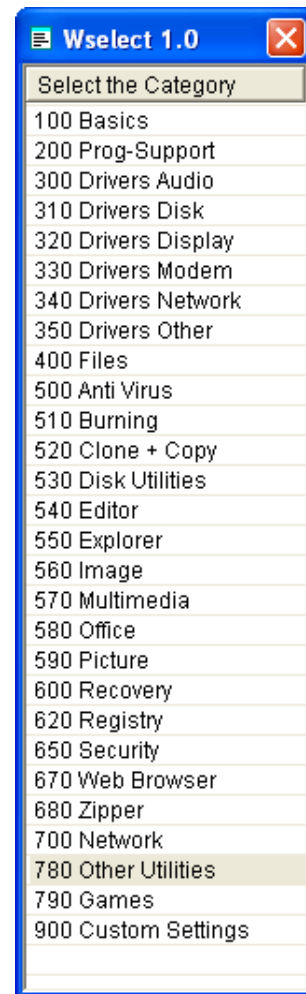 Wselect 1.0
Select the Category
100 Basics
200 Prog-Support
300 Drivers Audio
310 Drivers Disk
320 Drivers Display
330 Drivers Modem
340 Drivers Network
350 Drivers Other
400 Files
500 Anti Virus
510 Burning
520 Clone + Copy
530 Disk Utilities
540 Editor
550 Explorer
560 Image
570 Multimedia
580 Office
590 Picture
600 Recovery
620 Registry
650 Security
670 Web Browser
680 Zipper
700 Network
780 Other Utilities
790 Games
900 Custom Settings